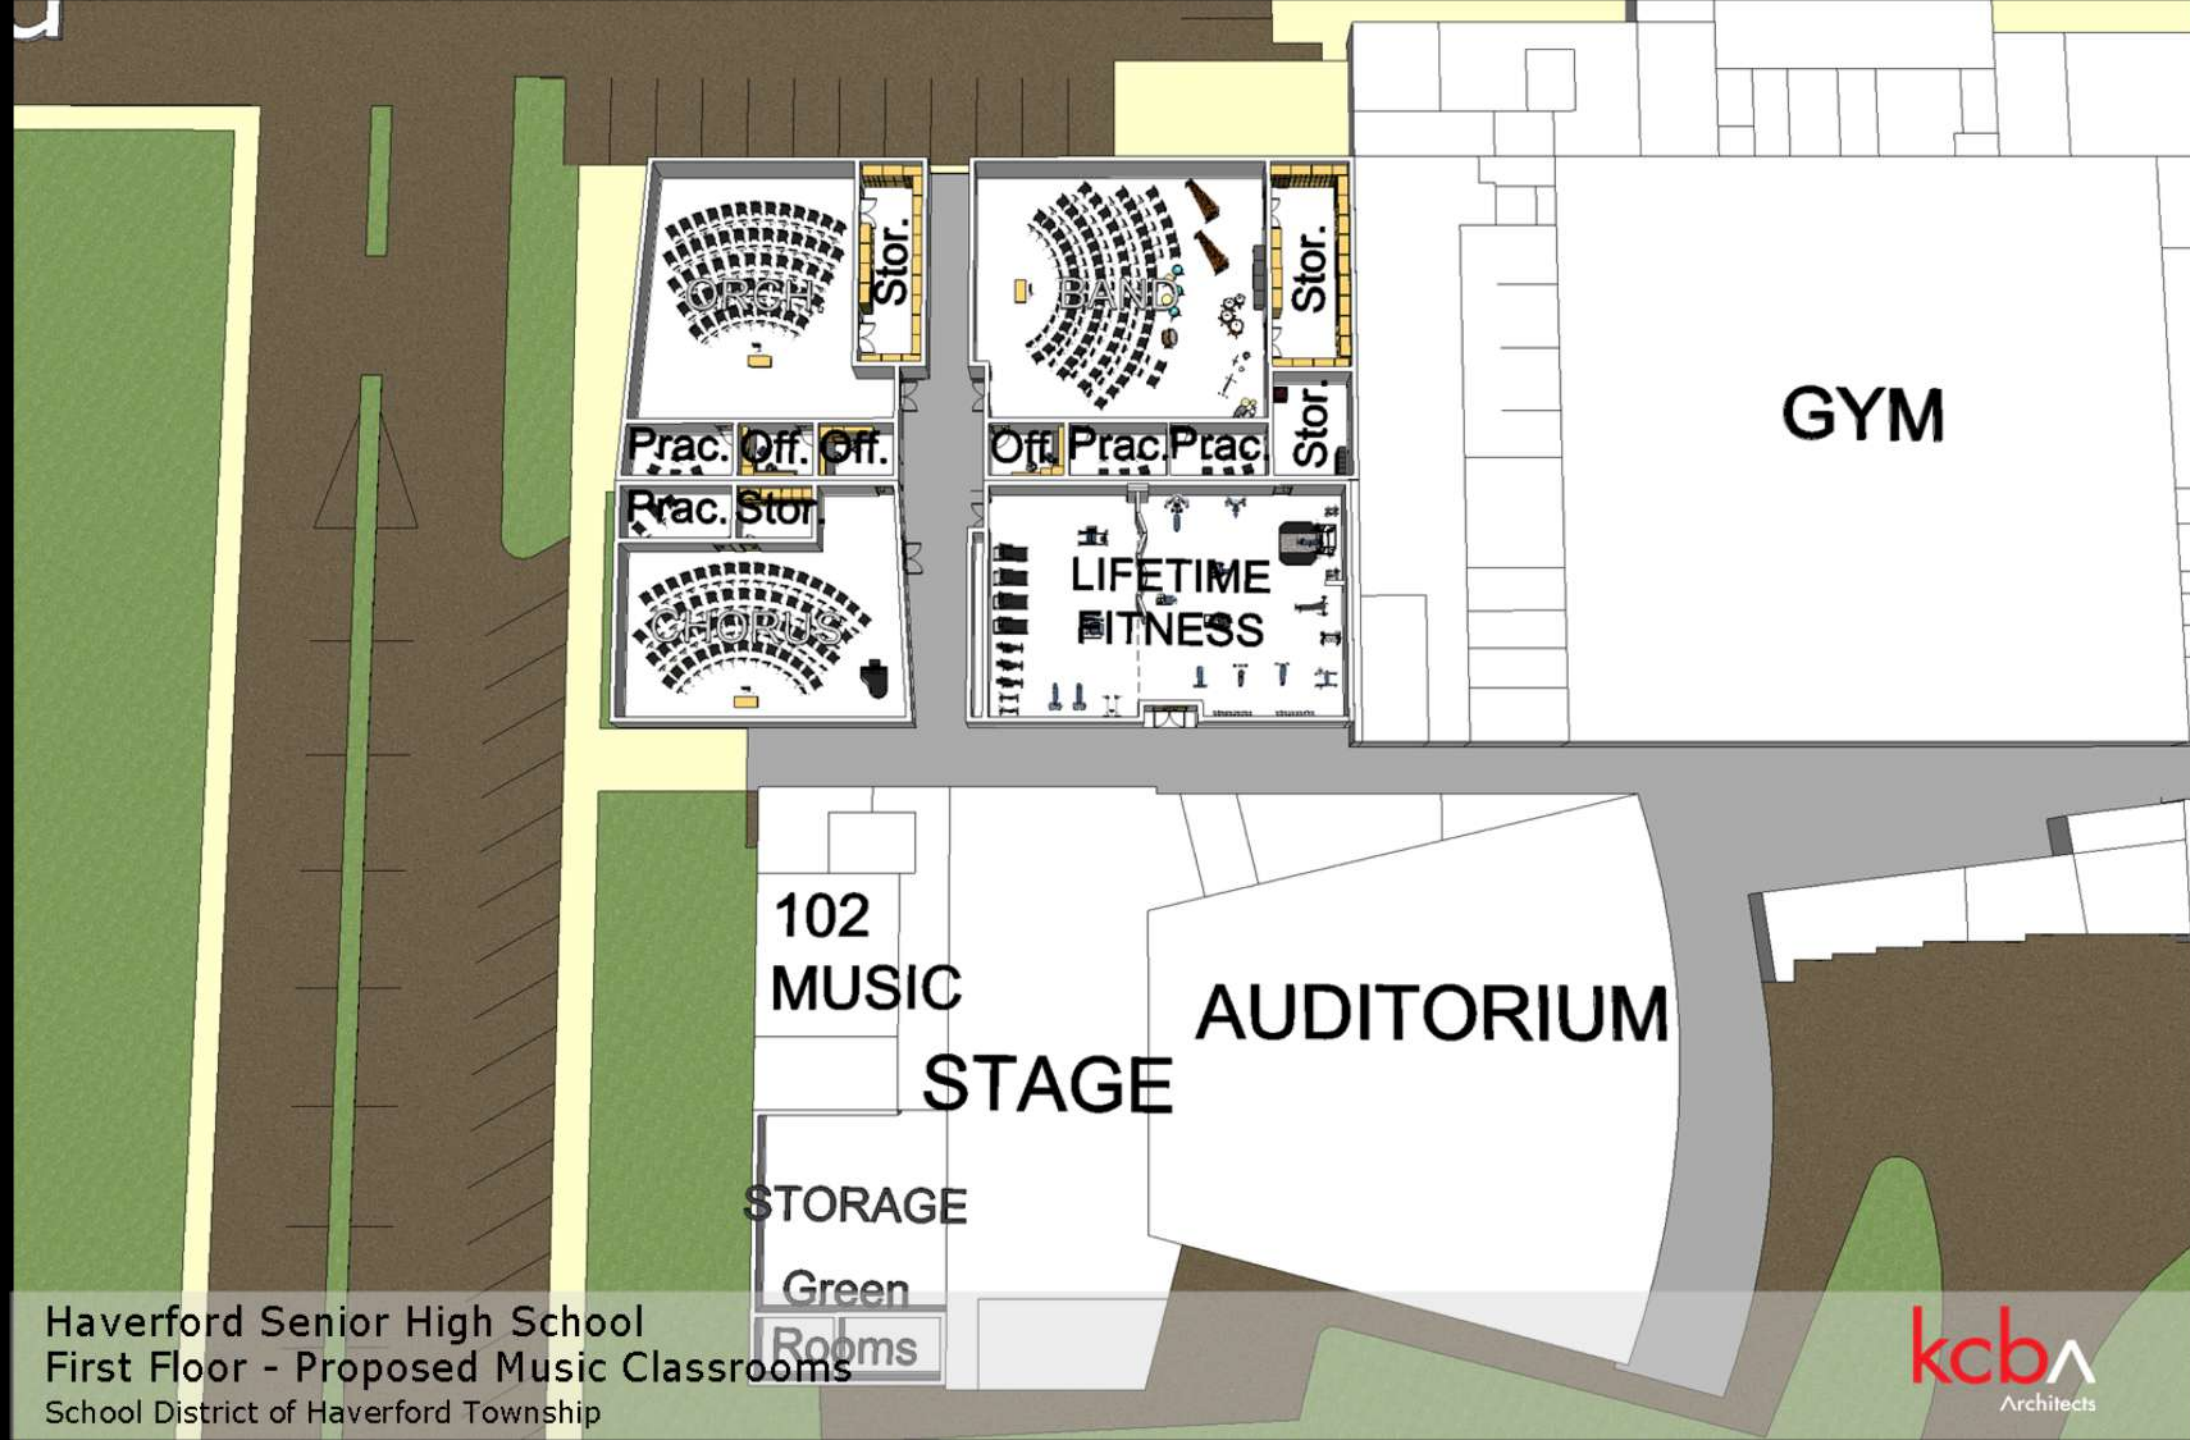 ORCH
Stor.
BAND
Stor.
Prac.
Off.
Off.
Off.
Prac.
Prac.
Stor.
Prac.
Stor.
CHORUS
LIFETIME
FITNESS
GYM
102
MUSIC
STAGE
AUDITORIUM
STORAGE
Green
Rooms
Haverford Senior High School
First Floor - Proposed Music Classrooms
School District of Haverford Township
kcbA
Architects